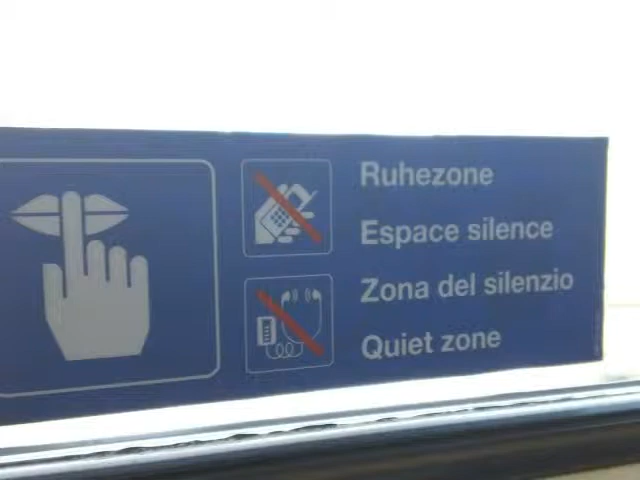 Ruhezone
Espace silence
Zona del silenzio
Quiet zone